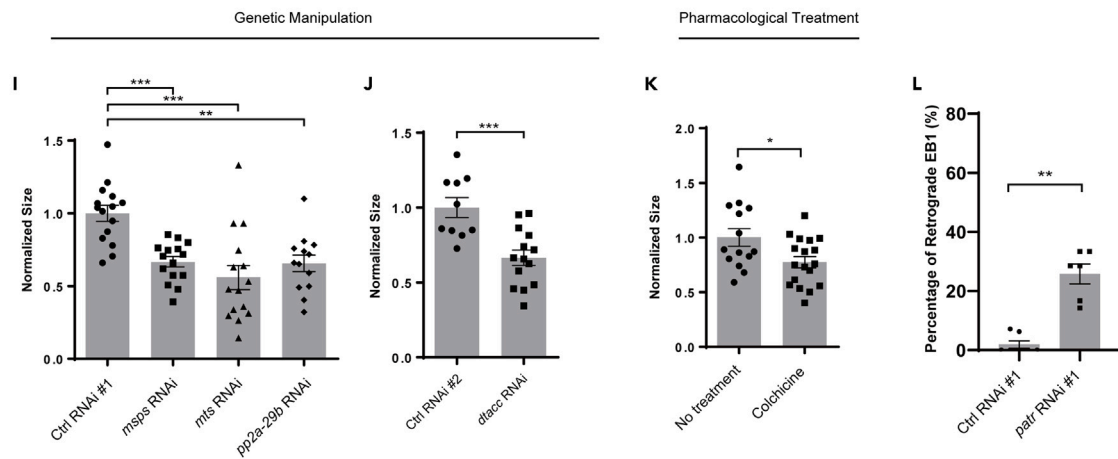 Genetic Manipulation
Pharmacological Treatment
I
***
***
**
Normalized Size
1.5
1.0
0.5
0.0
Ctrl RNAi #1
msps RNAi
mts RNAi
pp2a-29b RNAi
J
***
Normalized Size
1.5
1.0
0.5
0.0
Ctrl RNAi #2
dtacc RNAi
K
*
Normalized Size
2.0
1.5
1.0
0.5
0.0
No treatment
Colchicine
L
**
Percentage of Retrograde EB1 (%)
80
60
40
20
0
Ctrl RNAi #1
patr RNAi #1